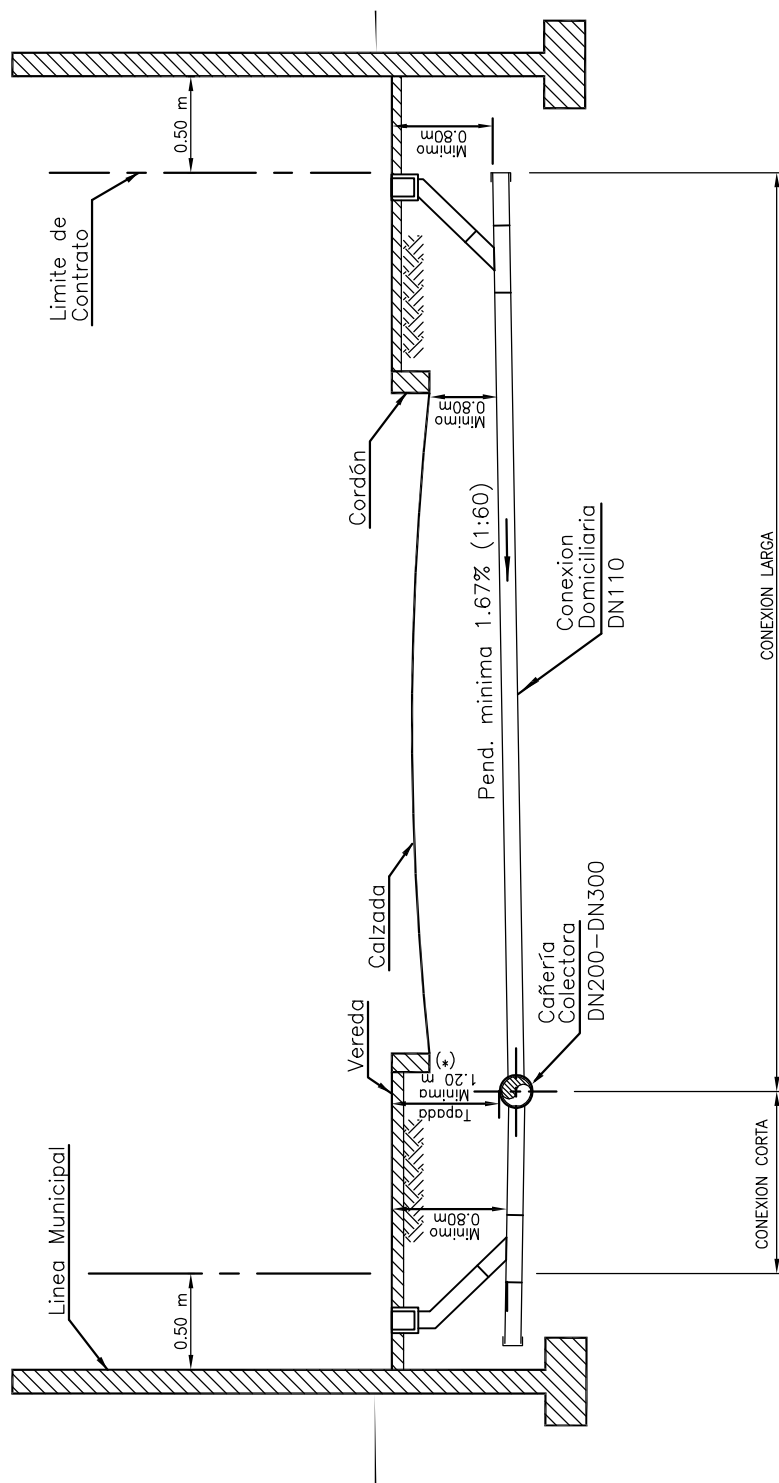 Linea Municipal
0.50 m
Vereda
Calzada
Cordón
Limite de
Contrato
0.50 m
Minimo
0.80m
Tapada
Minima
1.20 m
(*)
Minimo
0.80m
Minimo
0.80m
Pend. minima 1.67% (1:60)
Cañería
Colectora
DN200-DN300
Conexion
Domiciliaria
DN110
CONEXION CORTA
CONEXION LARGA